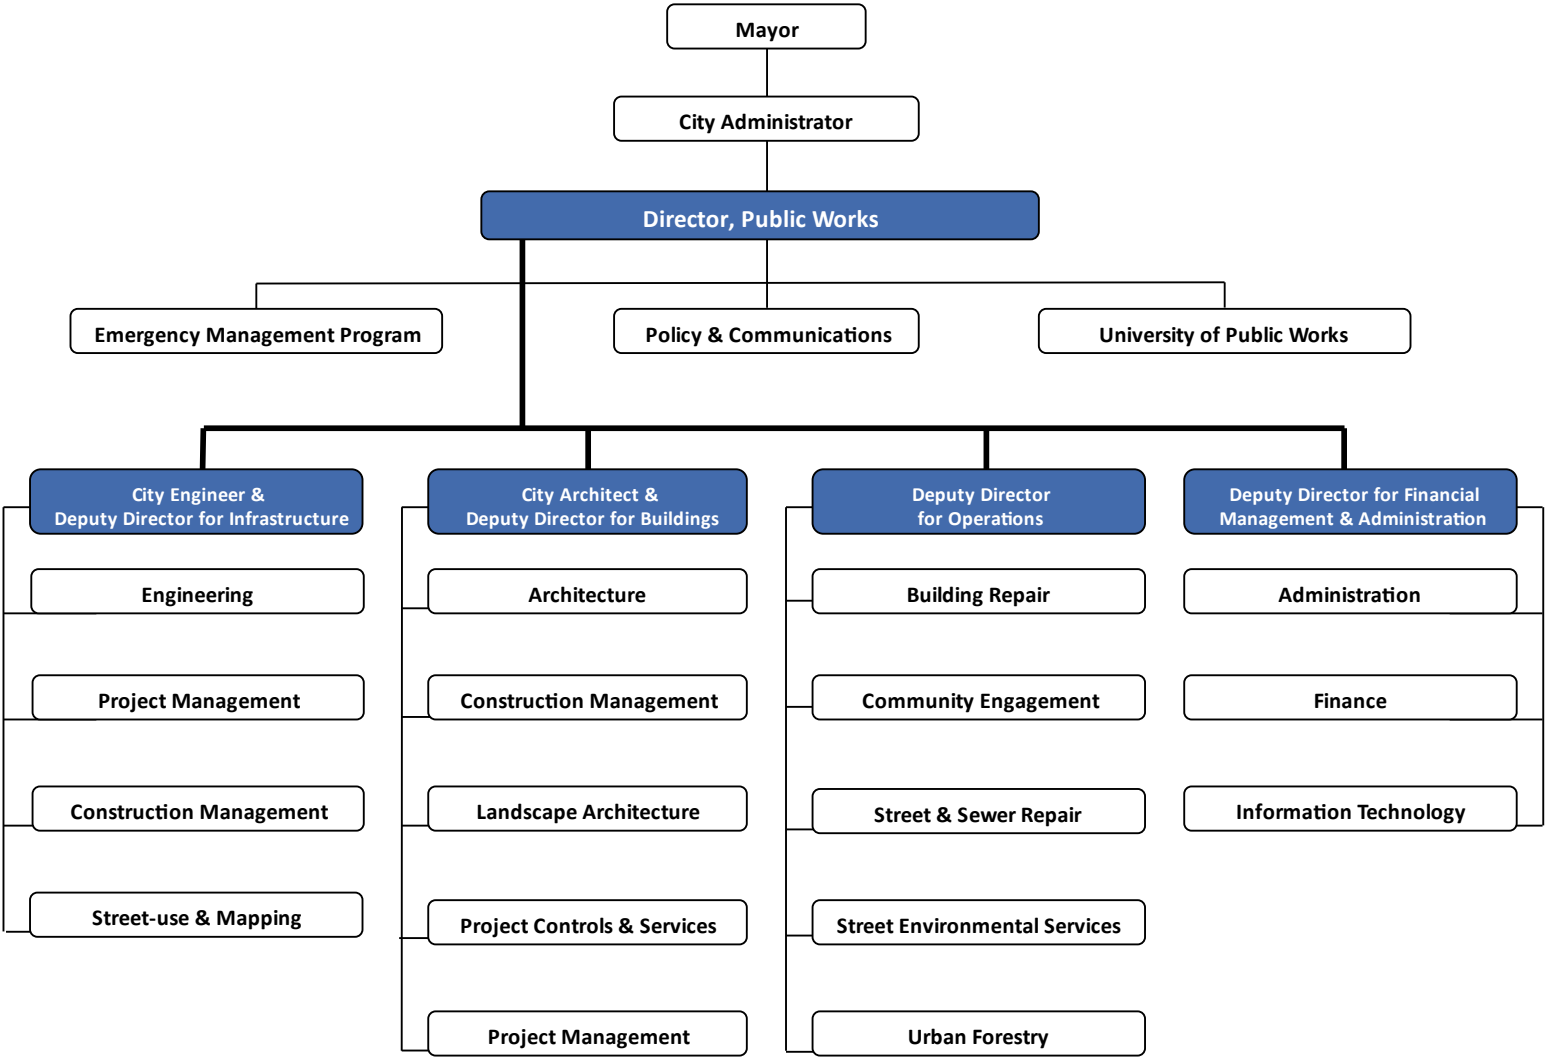 Mayor
City Administrator
Director, Public Works
Emergency Management Program
Policy & Communications
University of Public Works
City Engineer &
Deputy Director for Infrastructure
Engineering
Project Management
Construction Management
Street-use & Mapping
City Architect &
Deputy Director for Buildings
Architecture
Construction Management
Landscape Architecture
Project Controls & Services
Project Management
Deputy Director
for Operations
Building Repair
Community Engagement
Street & Sewer Repair
Street Environmental Services
Urban Forestry
Deputy Director for Financial
Management & Administration
Administration
Finance
Information Technology